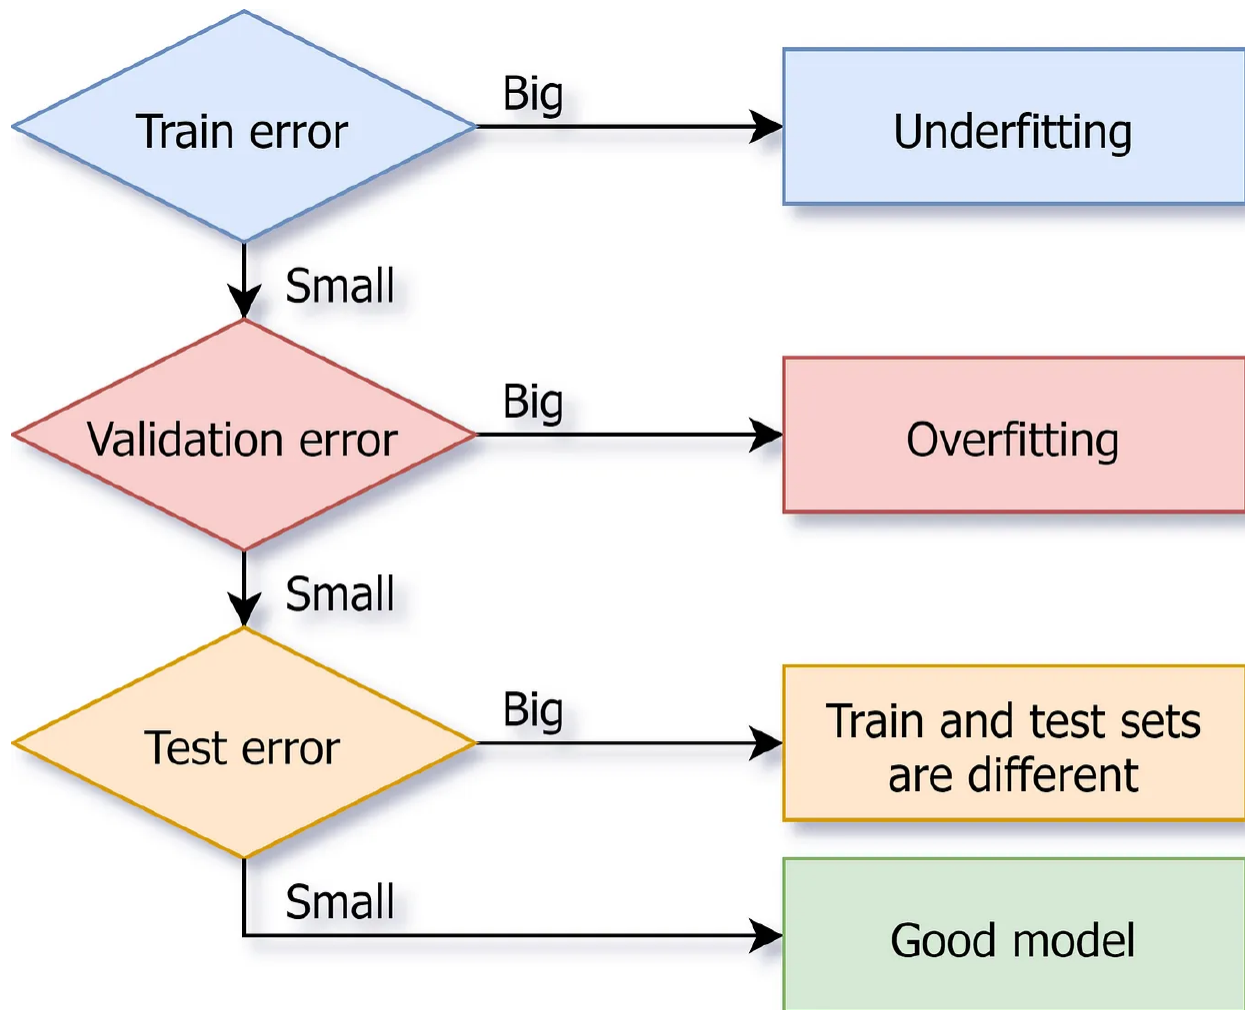 Train error
Big
Underfitting
Small
Validation error
Big
Overfitting
Small
Test error
Big
Train and test sets
are different
Small
Good model